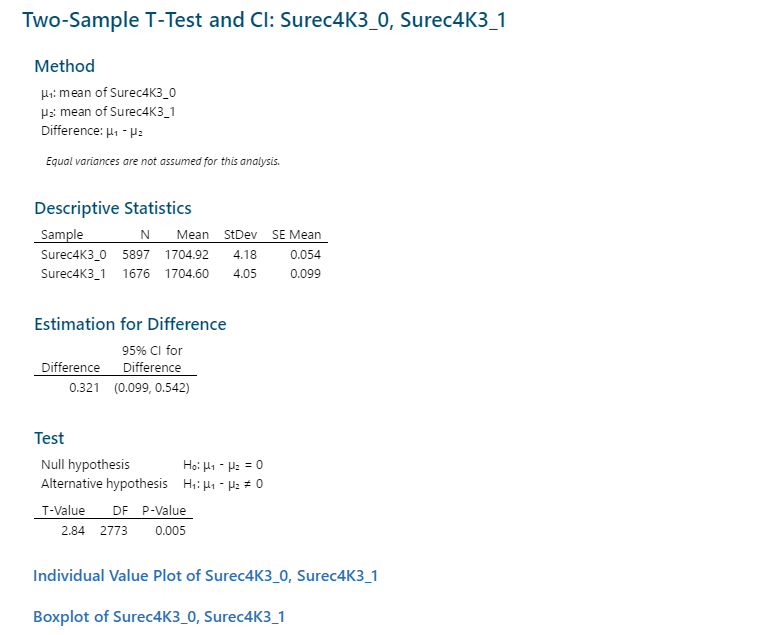 Two-Sample T-Test and CI: Surec4K3_0, Surec4K3_1
Method
µ₁: mean of Surec4K3_0
µ₂: mean of Surec4K3_1
Difference: µ₁ - µ₂
Equal variances are not assumed for this analysis.
Descriptive Statistics
Sample N Mean StDev SE Mean
Surec4K3_0 5897 1704.92 4.18 0.054
Surec4K3_1 1676 1704.60 4.05 0.099
Estimation for Difference
95% CI for
Difference Difference
0.321 (0.099, 0.542)
Test
Null hypothesis H₀: µ₁ - µ₂ = 0
Alternative hypothesis H₁: µ₁ - µ₂ ≠ 0
T-Value DF P-Value
2.84 2773 0.005
Individual Value Plot of Surec4K3_0, Surec4K3_1
Boxplot of Surec4K3_0, Surec4K3_1